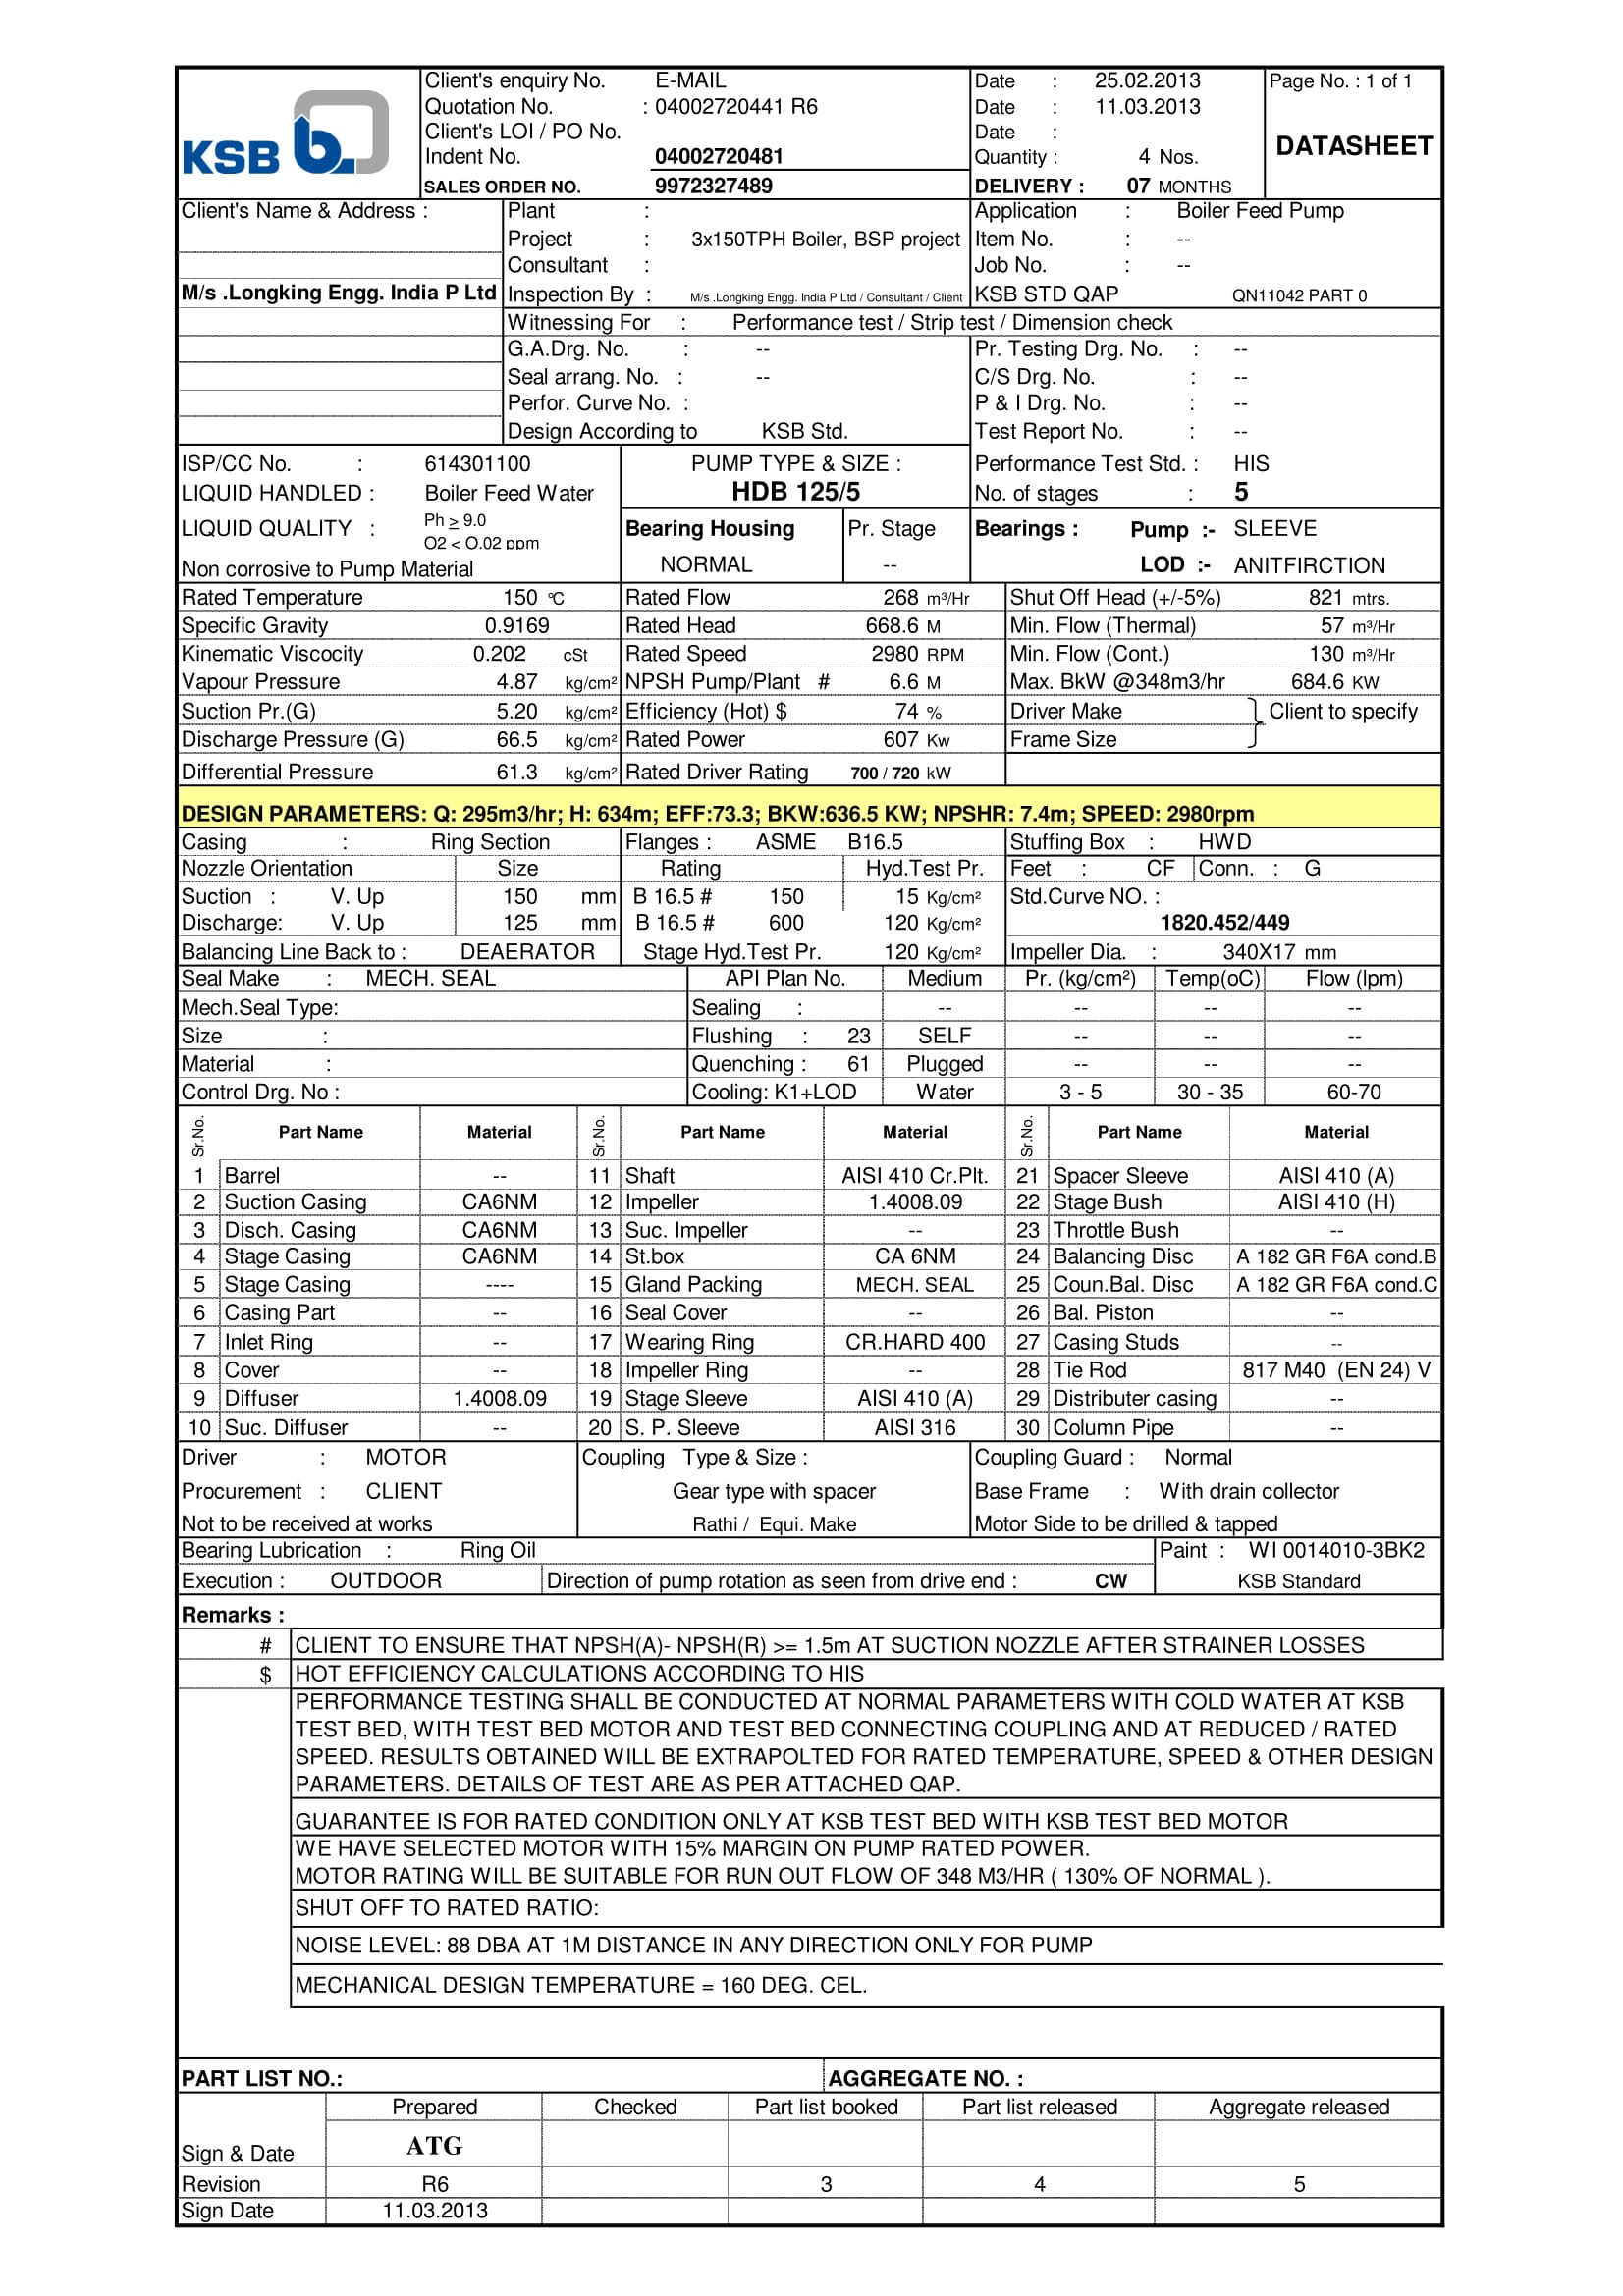 KSB b.
Client's enquiry No. E-MAIL Date : 25.02.2013 Page No. : 1 of 1
Quotation No. : 04002720441 R6 Date : 11.03.2013
Client's LOI / PO No. Date :
DATASHEET
Indent No. 04002720481 Quantity : 4 Nos.
SALES ORDER NO. 9972327489 DELIVERY : 07 MONTHS
Client's Name & Address : Plant : Application : Boiler Feed Pump
Project : 3x150TPH Boiler, BSP project Item No. : --
Consultant : Job No. : --
M/s .Longking Engg. India P Ltd Inspection By : M/s .Longking Engg. India P Ltd / Consultant / Client KSB STD QAP QN11042 PART 0
Witnessing For : Performance test / Strip test / Dimension check
G.A.Drg. No. : -- Pr. Testing Drg. No. : --
Seal arrang. No. : -- C/S Drg. No. : --
Perfor. Curve No. : P & I Drg. No. : --
Design According to KSB Std. Test Report No. : --
ISP/CC No. : 614301100 PUMP TYPE & SIZE : Performance Test Std. : HIS
LIQUID HANDLED : Boiler Feed Water HDB 125/5 No. of stages : 5
LIQUID QUALITY : Ph ≥ 9.0 Bearing Housing Pr. Stage Bearings : Pump :- SLEEVE
O2 < O.02 ppm
Non corrosive to Pump Material NORMAL -- LOD :- ANITFIRCTION
Rated Temperature 150 °C Rated Flow 268 m³/Hr Shut Off Head (+/-5%) 821 mtrs.
Specific Gravity 0.9169 Rated Head 668.6 M Min. Flow (Thermal) 57 m³/Hr
Kinematic Viscocity 0.202 cSt Rated Speed 2980 RPM Min. Flow (Cont.) 130 m³/Hr
Vapour Pressure 4.87 kg/cm² NPSH Pump/Plant # 6.6 M Max. BkW @348m3/hr 684.6 KW
Suction Pr.(G) 5.20 kg/cm² Efficiency (Hot) $ 74 % Driver Make } Client to specify
Discharge Pressure (G) 66.5 kg/cm² Rated Power 607 Kw Frame Size
Differential Pressure 61.3 kg/cm² Rated Driver Rating 700 / 720 kW
DESIGN PARAMETERS: Q: 295m3/hr; H: 634m; EFF:73.3; BKW:636.5 KW; NPSHR: 7.4m; SPEED: 2980rpm
Casing : Ring Section Flanges : ASME B16.5 Stuffing Box : HWD
Nozzle Orientation Size Rating Hyd.Test Pr. Feet : CF Conn. : G
Suction : V. Up 150 mm B 16.5 # 150 15 Kg/cm² Std.Curve NO. :
Discharge: V. Up 125 mm B 16.5 # 600 120 Kg/cm² 1820.452/449
Balancing Line Back to : DEAERATOR Stage Hyd.Test Pr. 120 Kg/cm² Impeller Dia. : 340X17 mm
Seal Make : MECH. SEAL API Plan No. Medium Pr. (kg/cm²) Temp(oC) Flow (lpm)
Mech.Seal Type: Sealing : -- -- -- --
Size : Flushing : 23 SELF -- -- --
Material : Quenching : 61 Plugged -- -- --
Control Drg. No : Cooling: K1+LOD Water 3 - 5 30 - 35 60-70
Sr.No. Part Name Material Sr.No. Part Name Material Sr.No. Part Name Material
1 Barrel -- 11 Shaft AISI 410 Cr.Plt. 21 Spacer Sleeve AISI 410 (A)
2 Suction Casing CA6NM 12 Impeller 1.4008.09 22 Stage Bush AISI 410 (H)
3 Disch. Casing CA6NM 13 Suc. Impeller -- 23 Throttle Bush --
4 Stage Casing CA6NM 14 St.box CA 6NM 24 Balancing Disc A 182 GR F6A cond.B
5 Stage Casing ---- 15 Gland Packing MECH. SEAL 25 Coun.Bal. Disc A 182 GR F6A cond.C
6 Casing Part -- 16 Seal Cover -- 26 Bal. Piston --
7 Inlet Ring -- 17 Wearing Ring CR.HARD 400 27 Casing Studs --
8 Cover -- 18 Impeller Ring -- 28 Tie Rod 817 M40 (EN 24) V
9 Diffuser 1.4008.09 19 Stage Sleeve AISI 410 (A) 29 Distributer casing --
10 Suc. Diffuser -- 20 S. P. Sleeve AISI 316 30 Column Pipe --
Driver : MOTOR Coupling Type & Size : Coupling Guard : Normal
Procurement : CLIENT Gear type with spacer Base Frame : With drain collector
Not to be received at works Rathi / Equi. Make Motor Side to be drilled & tapped
Bearing Lubrication : Ring Oil Paint : WI 0014010-3BK2
Execution : OUTDOOR Direction of pump rotation as seen from drive end : CW KSB Standard
Remarks :
# CLIENT TO ENSURE THAT NPSH(A)- NPSH(R) >= 1.5m AT SUCTION NOZZLE AFTER STRAINER LOSSES
$ HOT EFFICIENCY CALCULATIONS ACCORDING TO HIS
PERFORMANCE TESTING SHALL BE CONDUCTED AT NORMAL PARAMETERS WITH COLD WATER AT KSB
TEST BED, WITH TEST BED MOTOR AND TEST BED CONNECTING COUPLING AND AT REDUCED / RATED
SPEED. RESULTS OBTAINED WILL BE EXTRAPOLTED FOR RATED TEMPERATURE, SPEED & OTHER DESIGN
PARAMETERS. DETAILS OF TEST ARE AS PER ATTACHED QAP.
GUARANTEE IS FOR RATED CONDITION ONLY AT KSB TEST BED WITH KSB TEST BED MOTOR
WE HAVE SELECTED MOTOR WITH 15% MARGIN ON PUMP RATED POWER.
MOTOR RATING WILL BE SUITABLE FOR RUN OUT FLOW OF 348 M3/HR ( 130% OF NORMAL ).
SHUT OFF TO RATED RATIO:
NOISE LEVEL: 88 DBA AT 1M DISTANCE IN ANY DIRECTION ONLY FOR PUMP
MECHANICAL DESIGN TEMPERATURE = 160 DEG. CEL.
PART LIST NO.: AGGREGATE NO. :
Prepared Checked Part list booked Part list released Aggregate released
Sign & Date ATG
Revision R6 3 4 5
Sign Date 11.03.2013